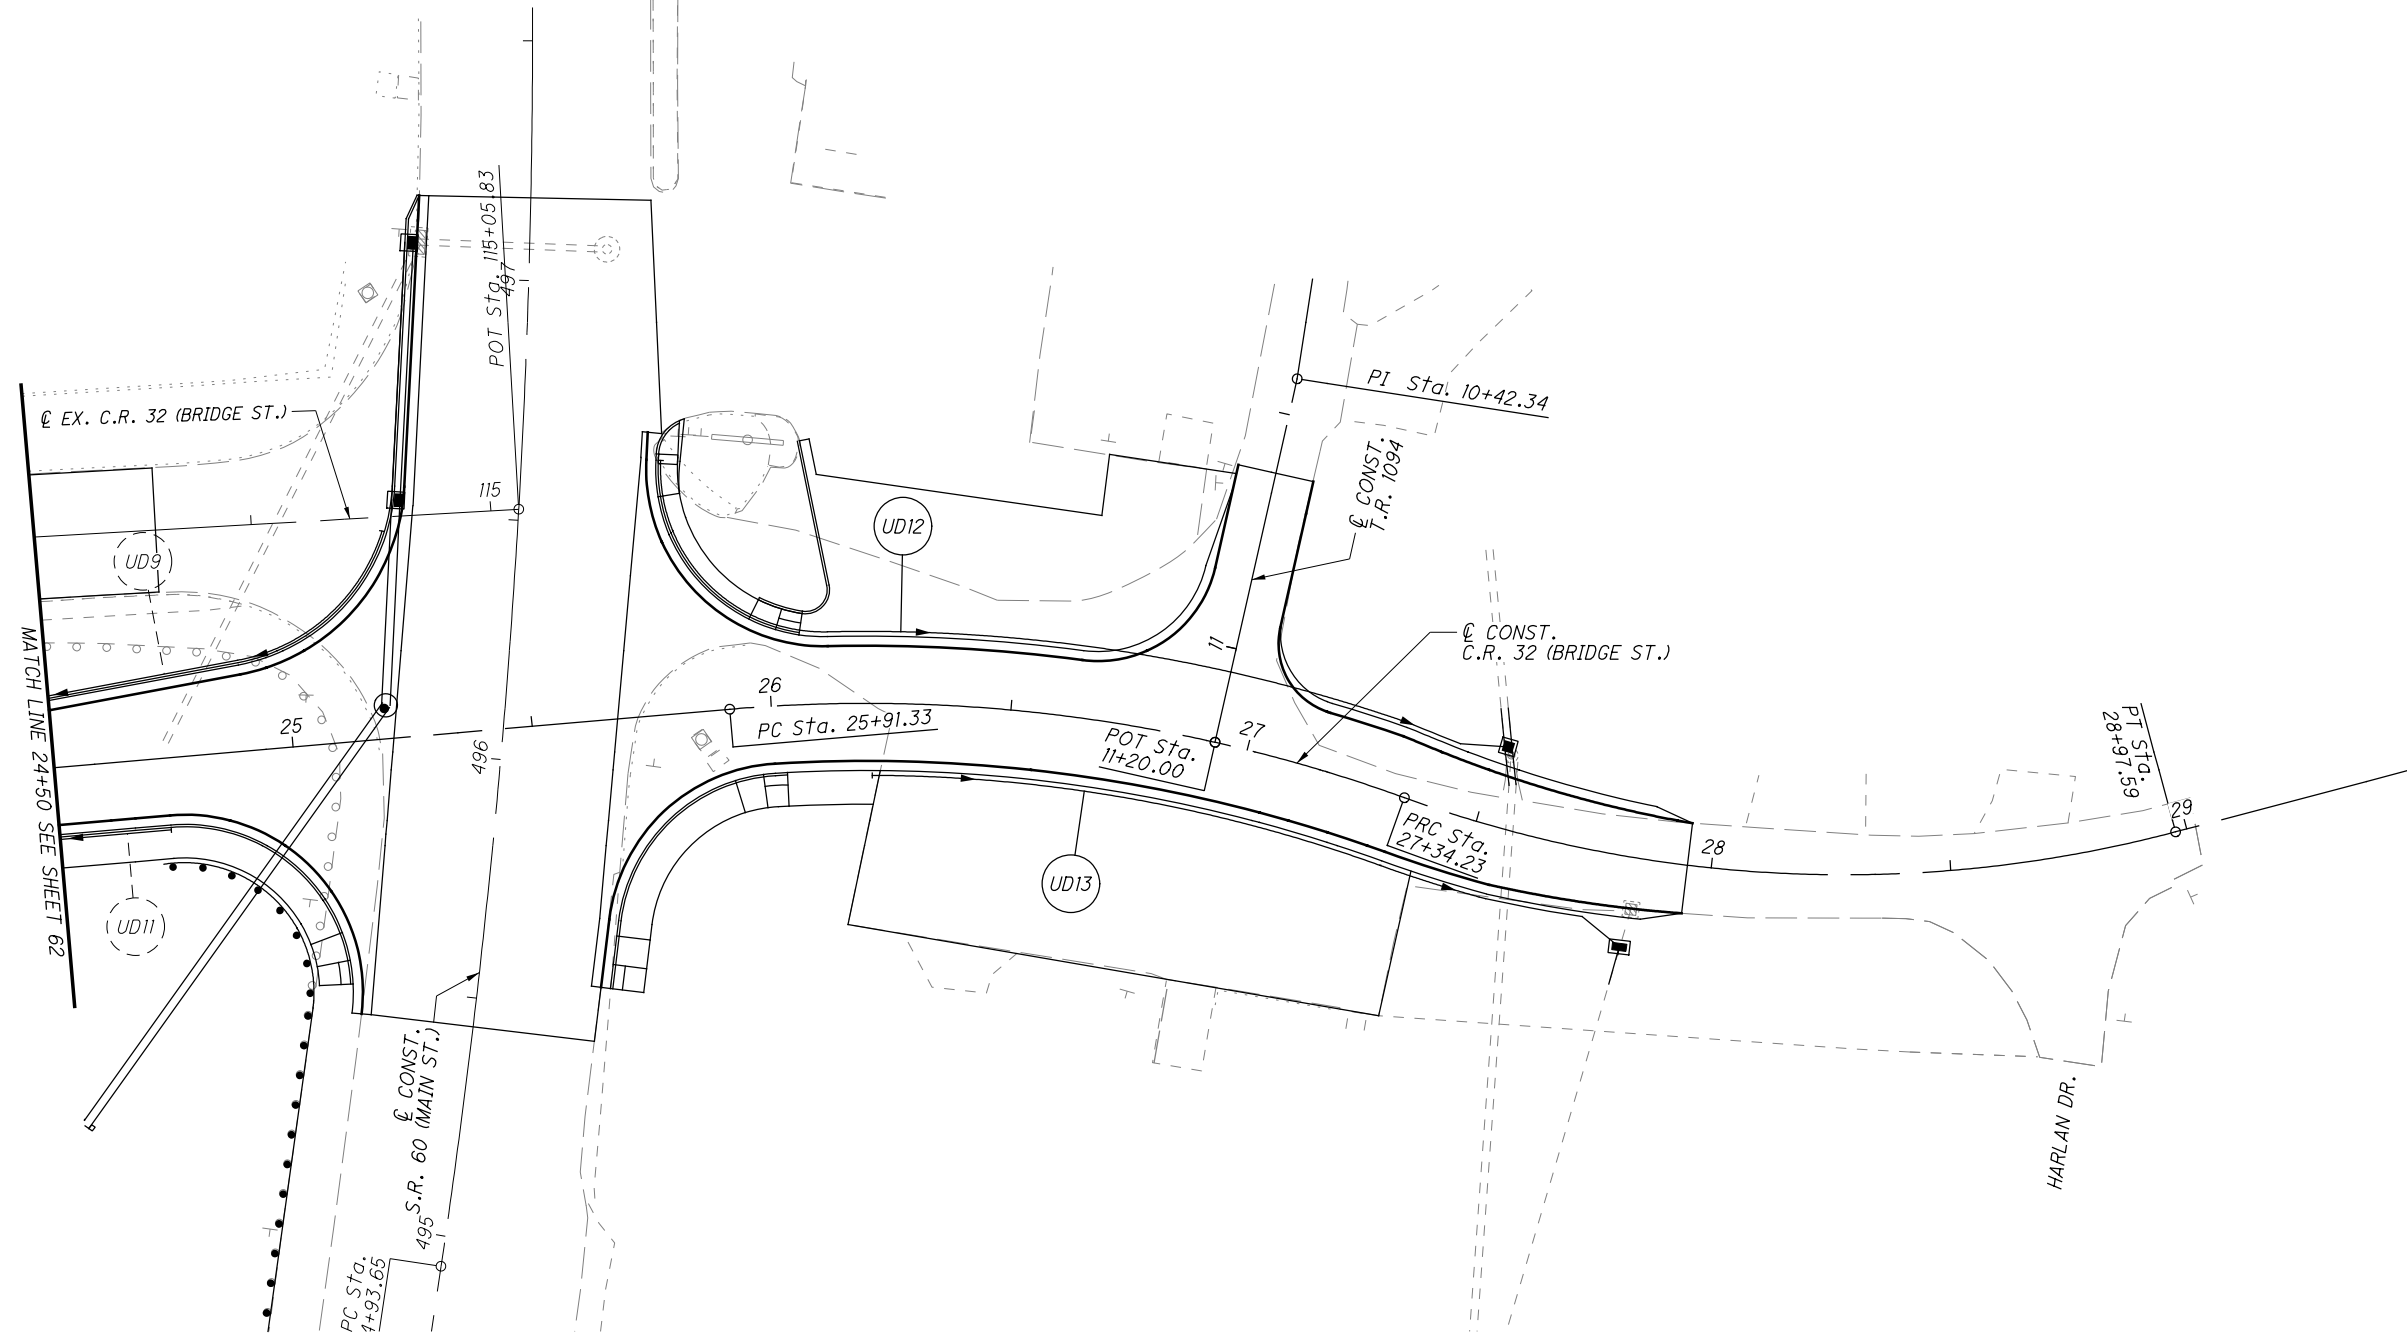 POT Sta. 115+05.83
497
℄ EX. C.R. 32 (BRIDGE ST.)
115
PI Sta. 10+42.34
℄ CONST.
T.R. 1094
UD12
UD9
11
℄ CONST.
C.R. 32 (BRIDGE ST.)
MATCH LINE 24+50 SEE SHEET 62
25
26
PC Sta. 25+91.33
496
27
POT Sta.
11+20.00
PT Sta.
28+97.59
29
PRC Sta.
27+34.23
28
UD13
UD11
℄ CONST.
S.R. 60 (MAIN ST.)
495
HARLAN DR.
PC Sta.
4+93.65